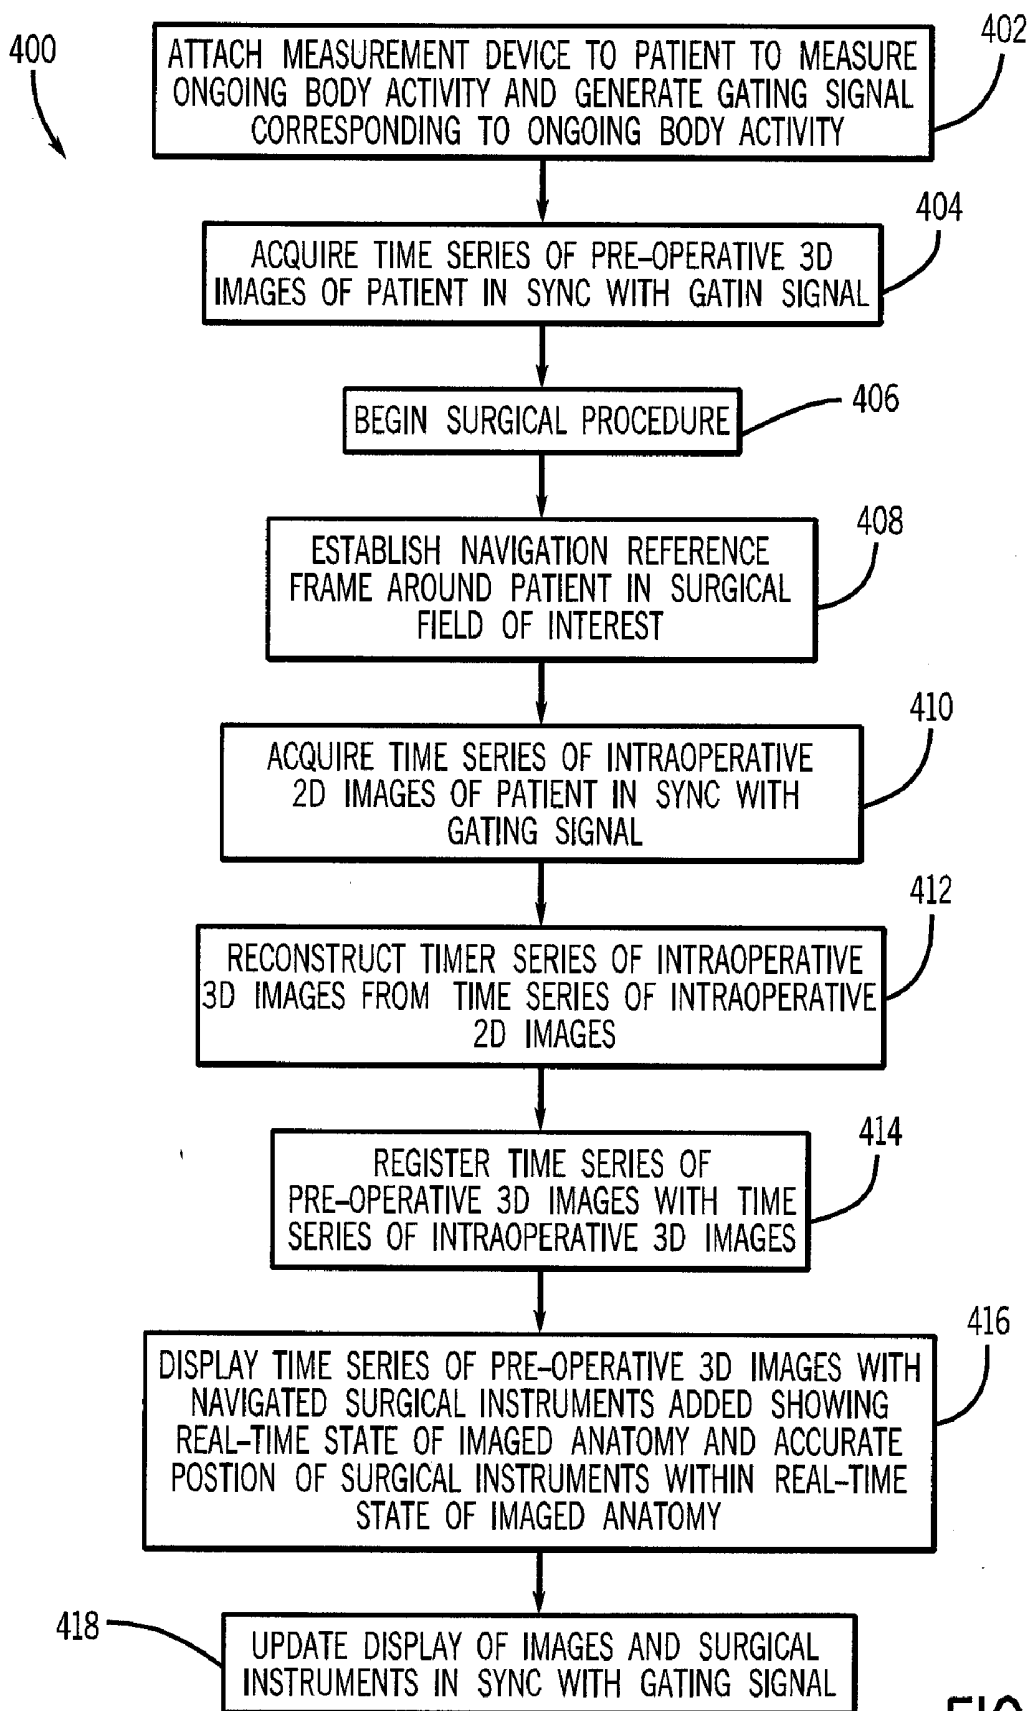 400
402
ATTACH MEASUREMENT DEVICE TO PATIENT TO MEASURE
ONGOING BODY ACTIVITY AND GENERATE GATING SIGNAL
CORRESPONDING TO ONGOING BODY ACTIVITY
404
ACQUIRE TIME SERIES OF PRE-OPERATIVE 3D
IMAGES OF PATIENT IN SYNC WITH GATIN SIGNAL
406
BEGIN SURGICAL PROCEDURE
408
ESTABLISH NAVIGATION REFERENCE
FRAME AROUND PATIENT IN SURGICAL
FIELD OF INTEREST
410
ACQUIRE TIME SERIES OF INTRAOPERATIVE
2D IMAGES OF PATIENT IN SYNC WITH
GATING SIGNAL
412
RECONSTRUCT TIMER SERIES OF INTRAOPERATIVE
3D IMAGES FROM TIME SERIES OF INTRAOPERATIVE
2D IMAGES
414
REGISTER TIME SERIES OF
PRE-OPERATIVE 3D IMAGES WITH TIME
SERIES OF INTRAOPERATIVE 3D IMAGES
416
DISPLAY TIME SERIES OF PRE-OPERATIVE 3D IMAGES WITH
NAVIGATED SURGICAL INSTRUMENTS ADDED SHOWING
REAL-TIME STATE OF IMAGED ANATOMY AND ACCURATE
POSTION OF SURGICAL INSTRUMENTS WITHIN REAL-TIME
STATE OF IMAGED ANATOMY
418
UPDATE DISPLAY OF IMAGES AND SURGICAL
INSTRUMENTS IN SYNC WITH GATING SIGNAL